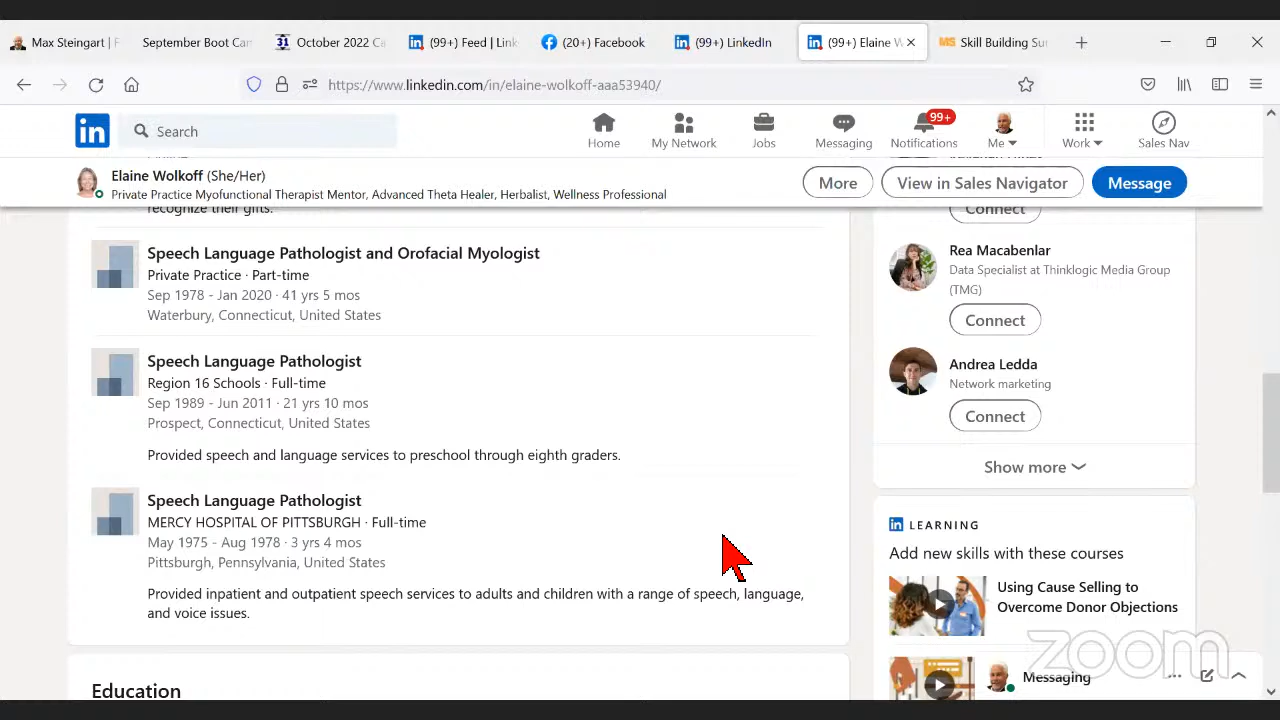 Max Steingart | F
September Boot Cam
31 October 2022 Ca
(99+) Feed | Link
(20+) Facebook
(99+) LinkedIn
(99+) Elaine W
Skill Building Su
https://www.linkedin.com/in/elaine-wolkoff-aaa53940/
in
Search
Home
My Network
Jobs
Messaging
99+
Notifications
Me
Work
Sales Nav
Elaine Wolkoff (She/Her)
Private Practice Myofunctional Therapist Mentor, Advanced Theta Healer, Herbalist, Wellness Professional
More
View in Sales Navigator
Message
recognize their gifts.
Speech Language Pathologist and Orofacial Myologist
Private Practice · Part-time
Sep 1978 - Jan 2020 · 41 yrs 5 mos
Waterbury, Connecticut, United States
Speech Language Pathologist
Region 16 Schools · Full-time
Sep 1989 - Jun 2011 · 21 yrs 10 mos
Prospect, Connecticut, United States
Provided speech and language services to preschool through eighth graders.
Speech Language Pathologist
MERCY HOSPITAL OF PITTSBURGH · Full-time
May 1975 - Aug 1978 · 3 yrs 4 mos
Pittsburgh, Pennsylvania, United States
Provided inpatient and outpatient speech services to adults and children with a range of speech, language,
and voice issues.
Education
Connect
Rea Macabenlar
Data Specialist at Thinklogic Media Group
(TMG)
Connect
Andrea Ledda
Network marketing
Connect
Show more
in LEARNING
Add new skills with these courses
Using Cause Selling to
Overcome Donor Objections
zoom
Messaging